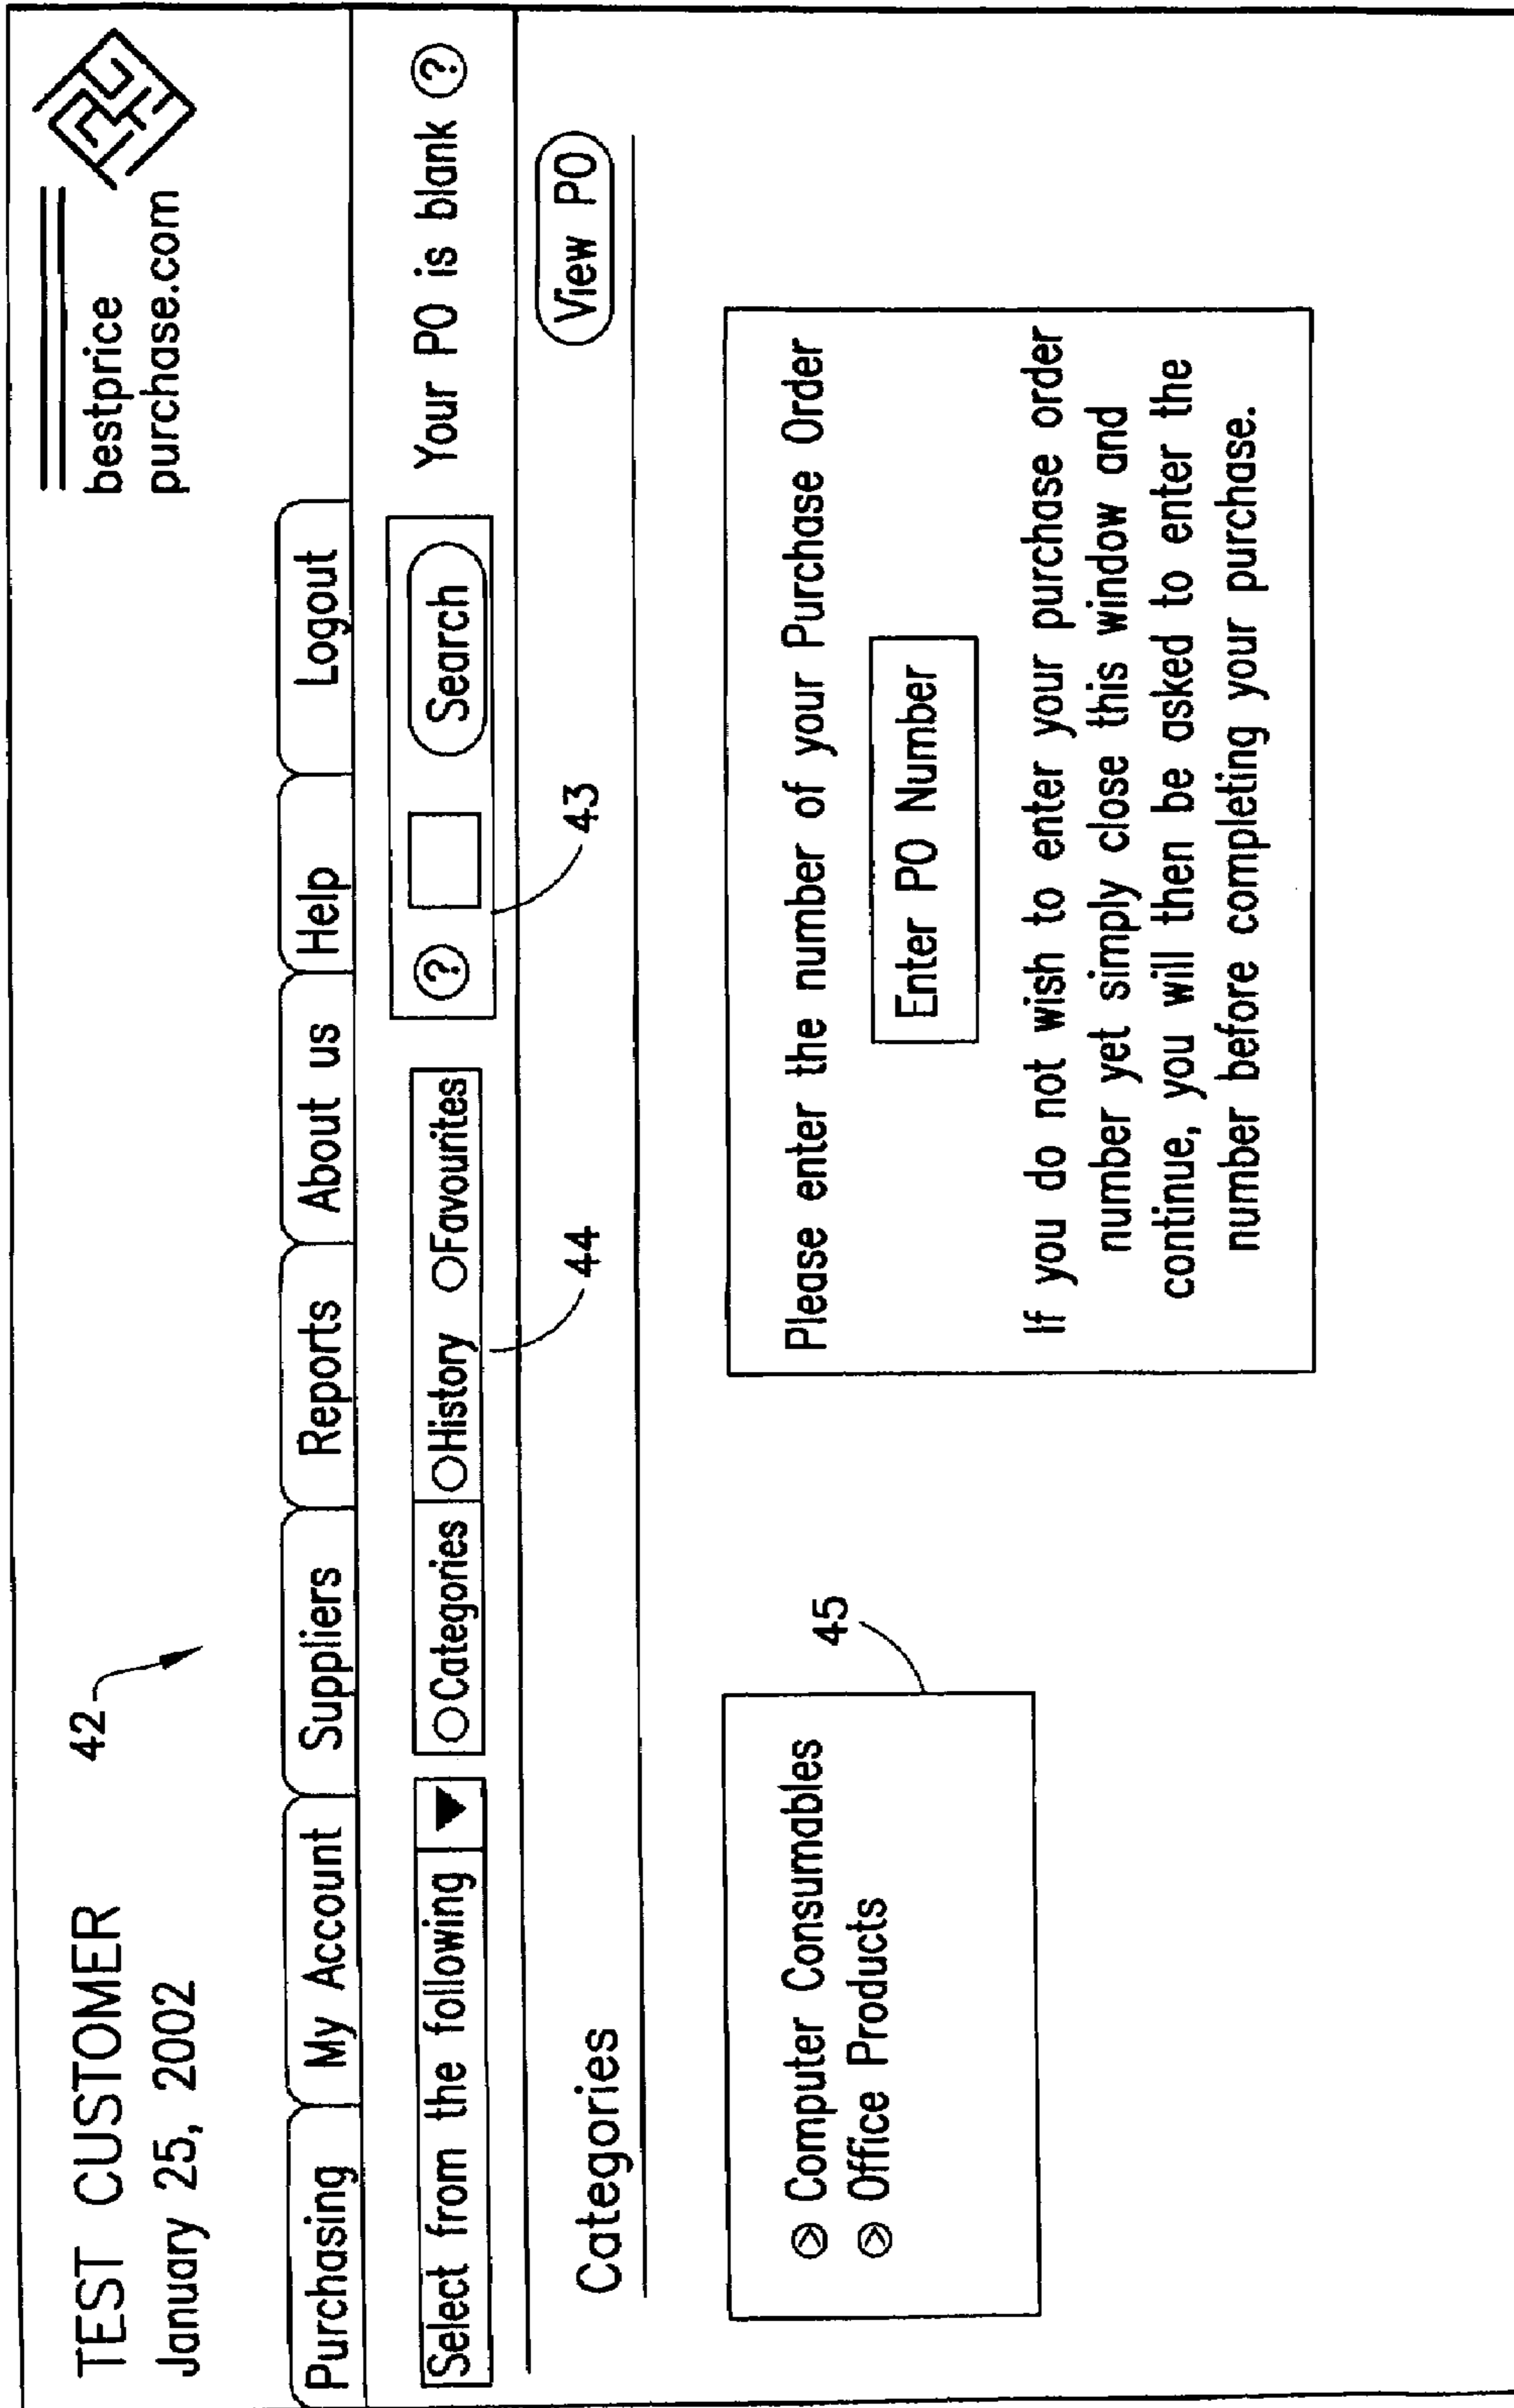 TEST CUSTOMER
January 25, 2002
42
bestprice
purchase.com
Purchasing
My Account
Suppliers
Reports
About us
Help
Logout
Select from the following
Categories
History
Favourites
?
Search
Your PO is blank ?
44
43
Categories
View PO
45
Computer Consumables
Office Products
Please enter the number of your Purchase Order
Enter PO Number
If you do not wish to enter your purchase order
number yet simply close this window and
continue, you will then be asked to enter the
number before completing your purchase.